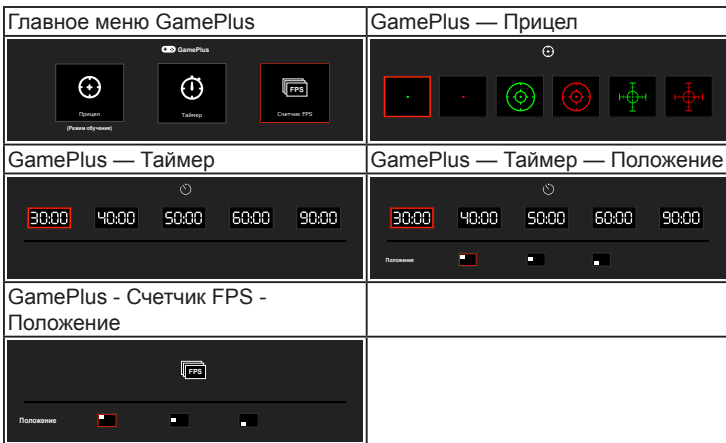 Главное меню GamePlus
GamePlus — Прицел
GamePlus
Прицел
Таймер
FPS
Счетчик FPS
(Режим обучения)
GamePlus — Таймер
GamePlus — Таймер — Положение
30:00 40:00 50:00 60:00 90:00
30:00 40:00 50:00 60:00 90:00
Положение
GamePlus - Счетчик FPS -
Положение
FPS
Положение